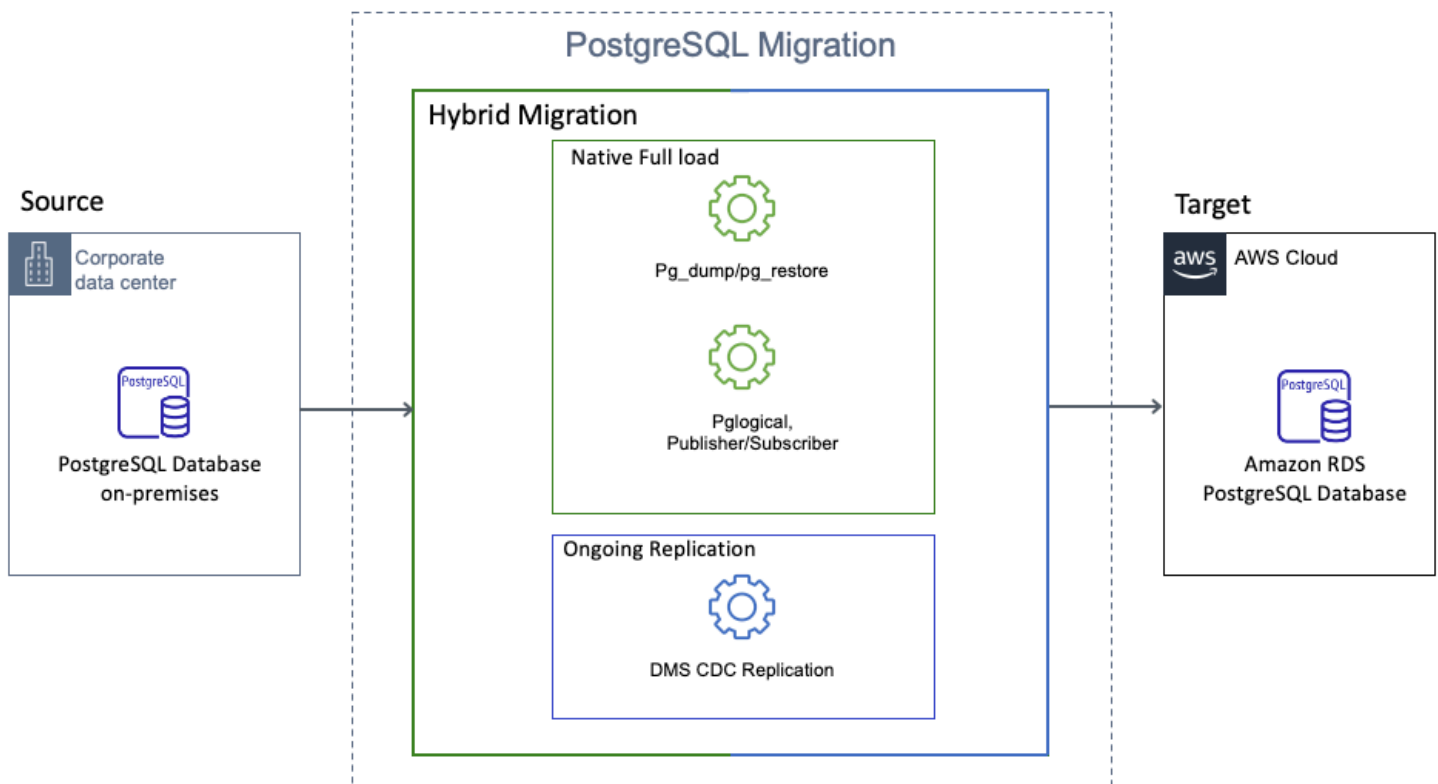 PostgreSQL Migration
Hybrid Migration
Native Full load
Pg_dump/pg_restore
Pglogical,
Publisher/Subscriber
Ongoing Replication
DMS CDC Replication
Source
Corporate
data center
PostgreSQL
PostgreSQL Database
on-premises
Target
aws
AWS Cloud
PostgreSQL
Amazon RDS
PostgreSQL Database